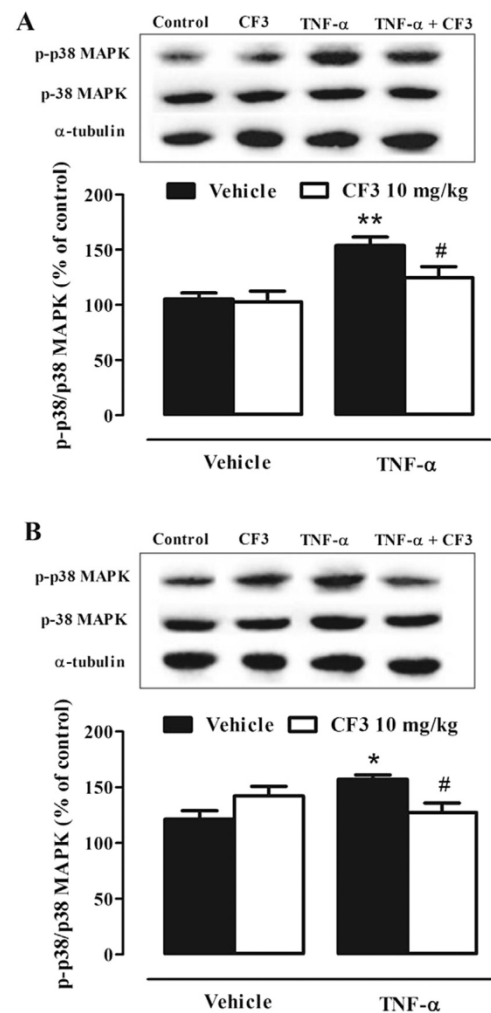 A
Control CF3 TNF-α TNF-α + CF3
p-p38 MAPK
p-38 MAPK
α-tubulin
p-p38/p38 MAPK (% of control)
Vehicle CF3 10 mg/kg
200
150
100
50
0
**
#
Vehicle TNF-α
B
Control CF3 TNF-α TNF-α + CF3
p-p38 MAPK
p-38 MAPK
α-tubulin
p-p38/p38 MAPK (% of control)
Vehicle CF3 10 mg/kg
200
150
100
50
0
*
#
Vehicle TNF-α